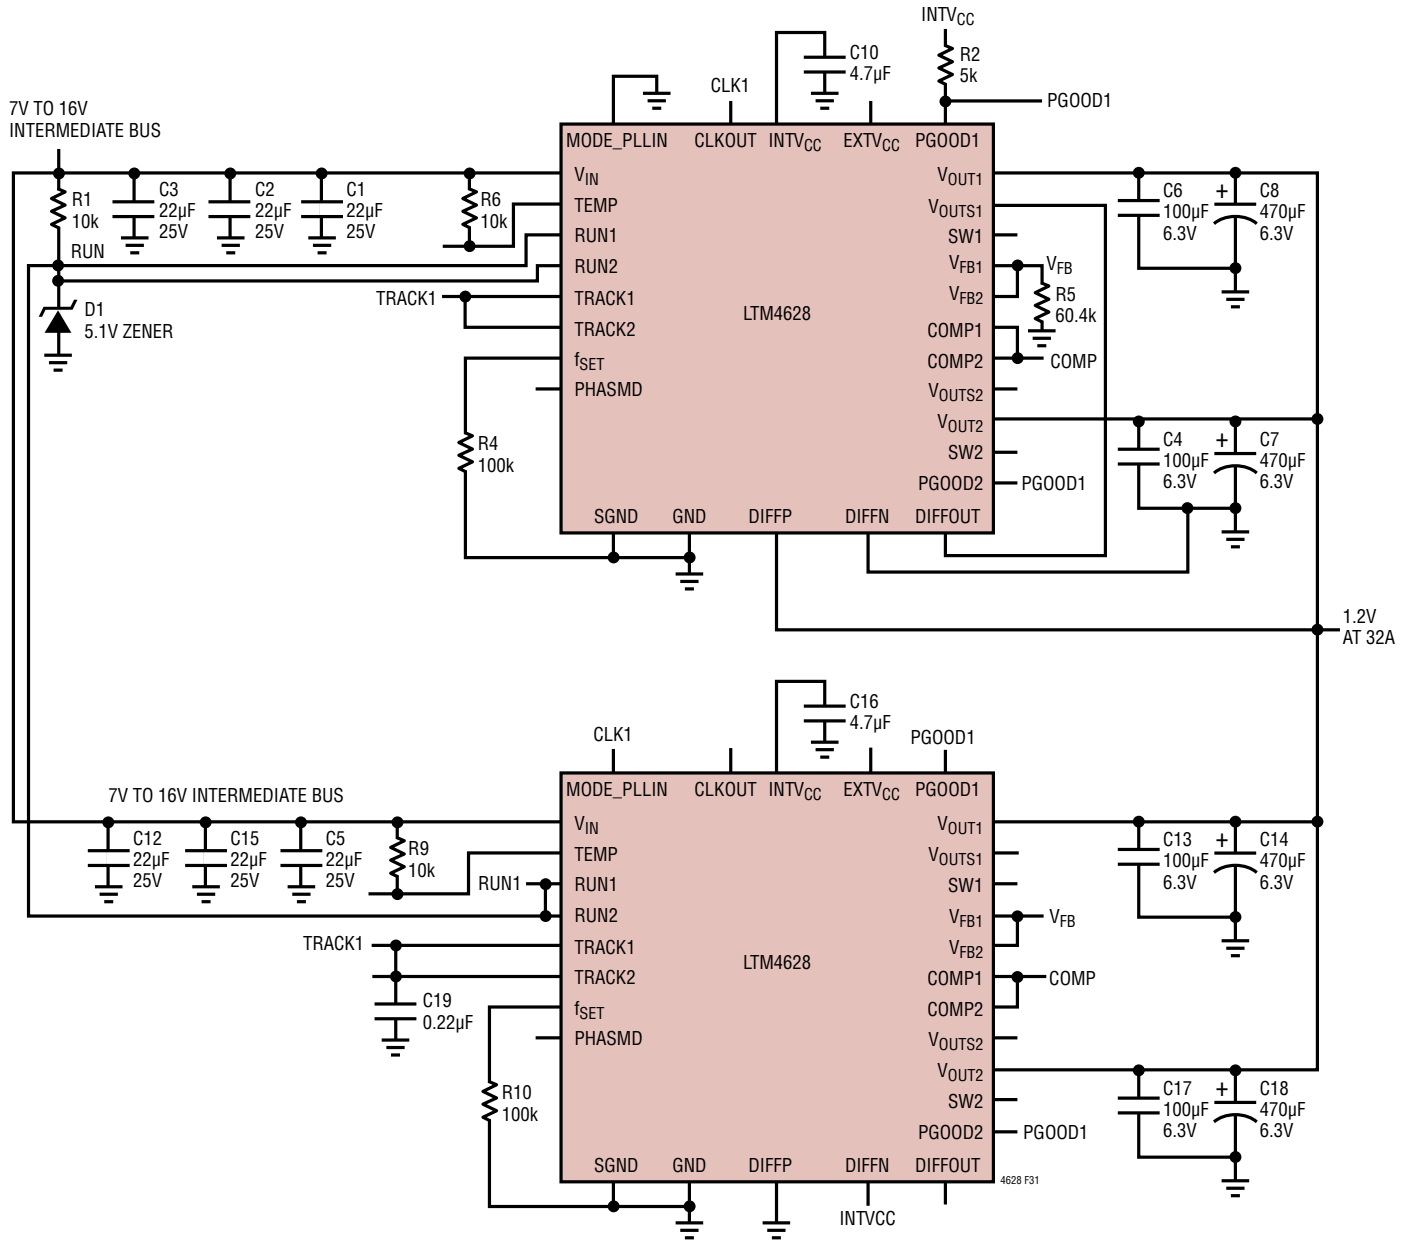 INTVCC
R2
5k
C10
4.7µF
CLK1
PGOOD1
7V TO 16V
INTERMEDIATE BUS
MODE_PLLIN
CLKOUT
INTVCC
EXTVCC
PGOOD1
R1
10k
C3
22µF
25V
C2
22µF
25V
C1
22µF
25V
R6
10k
RUN
D1
5.1V ZENER
TRACK1
R4
100k
VIN
TEMP
RUN1
RUN2
TRACK1
TRACK2
fSET
PHASMD
LTM4628
VOUT1
VOUTS1
SW1
VFB1
VFB2
COMP1
COMP2
VOUTS2
VOUT2
SW2
PGOOD2
SGND
GND
DIFFP
DIFFN
DIFFOUT
VFB
R5
60.4k
COMP
PGOOD1
C6
100µF
6.3V
+
C8
470µF
6.3V
C4
100µF
6.3V
+
C7
470µF
6.3V
1.2V
AT 32A
C16
4.7µF
CLK1
PGOOD1
7V TO 16V INTERMEDIATE BUS
MODE_PLLIN
CLKOUT
INTVCC
EXTVCC
PGOOD1
C12
22µF
25V
C15
22µF
25V
C5
22µF
25V
R9
10k
RUN1
TRACK1
C19
0.22µF
R10
100k
VIN
TEMP
RUN1
RUN2
TRACK1
TRACK2
fSET
PHASMD
LTM4628
VOUT1
VOUTS1
SW1
VFB1
VFB2
COMP1
COMP2
VOUTS2
VOUT2
SW2
PGOOD2
SGND
GND
DIFFP
DIFFN
DIFFOUT
VFB
COMP
PGOOD1
C13
100µF
6.3V
+
C14
470µF
6.3V
C17
100µF
6.3V
+
C18
470µF
6.3V
4628 F31
INTVCC